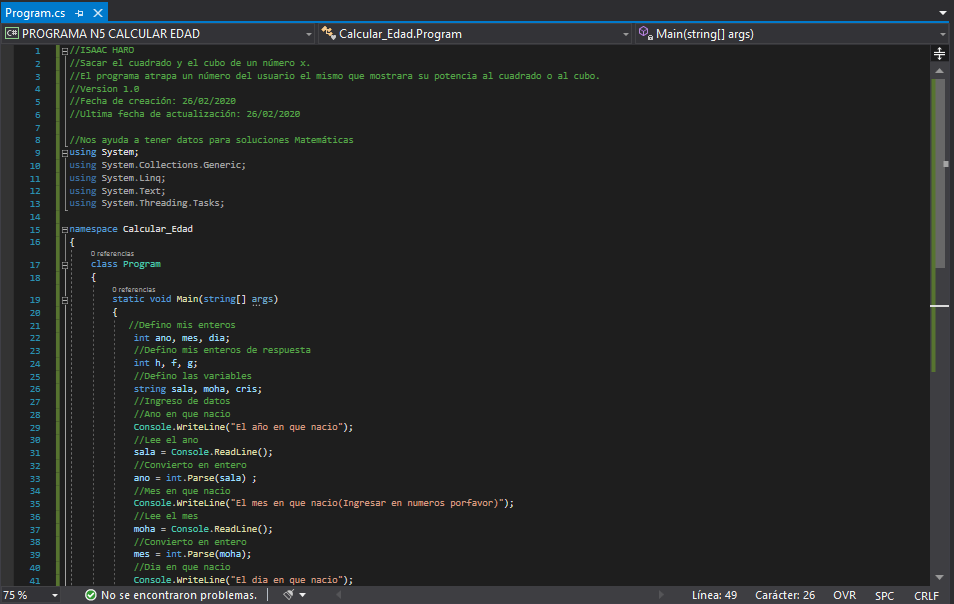 Program.cs
PROGRAMA N5 CALCULAR EDAD Calcular_Edad.Program Main(string[] args)
1 //ISAAC HARO
2 //Sacar el cuadrado y el cubo de un número x.
3 //El programa atrapa un número del usuario el mismo que mostrara su potencia al cuadrado o al cubo.
4 //Version 1.0
5 //Fecha de creación: 26/02/2020
6 //Ultima fecha de actualización: 26/02/2020
7
8 //Nos ayuda a tener datos para soluciones Matemáticas
9 using System;
10 using System.Collections.Generic;
11 using System.Linq;
12 using System.Text;
13 using System.Threading.Tasks;
14
15 namespace Calcular_Edad
16 {
0 referencias
17 class Program
18 {
0 referencias
19 static void Main(string[] args)
20 {
21 //Defino mis enteros
22 int ano, mes, dia;
23 //Defino mis enteros de respuesta
24 int h, f, g;
25 //Defino las variables
26 string sala, moha, cris;
27 //Ingreso de datos
28 //Ano en que nacio
29 Console.WriteLine("El año en que nacio");
30 //Lee el ano
31 sala = Console.ReadLine();
32 //Convierto en entero
33 ano = int.Parse(sala) ;
34 //Mes en que nacio
35 Console.WriteLine("El mes en que nacio(Ingresar en numeros porfavor)");
36 //Lee el mes
37 moha = Console.ReadLine();
38 //Convierto en entero
39 mes = int.Parse(moha);
40 //Dia en que nacio
41 Console.WriteLine("El dia en que nacio");
75 % No se encontraron problemas. Línea: 49 Carácter: 26 OVR SPC CRLF